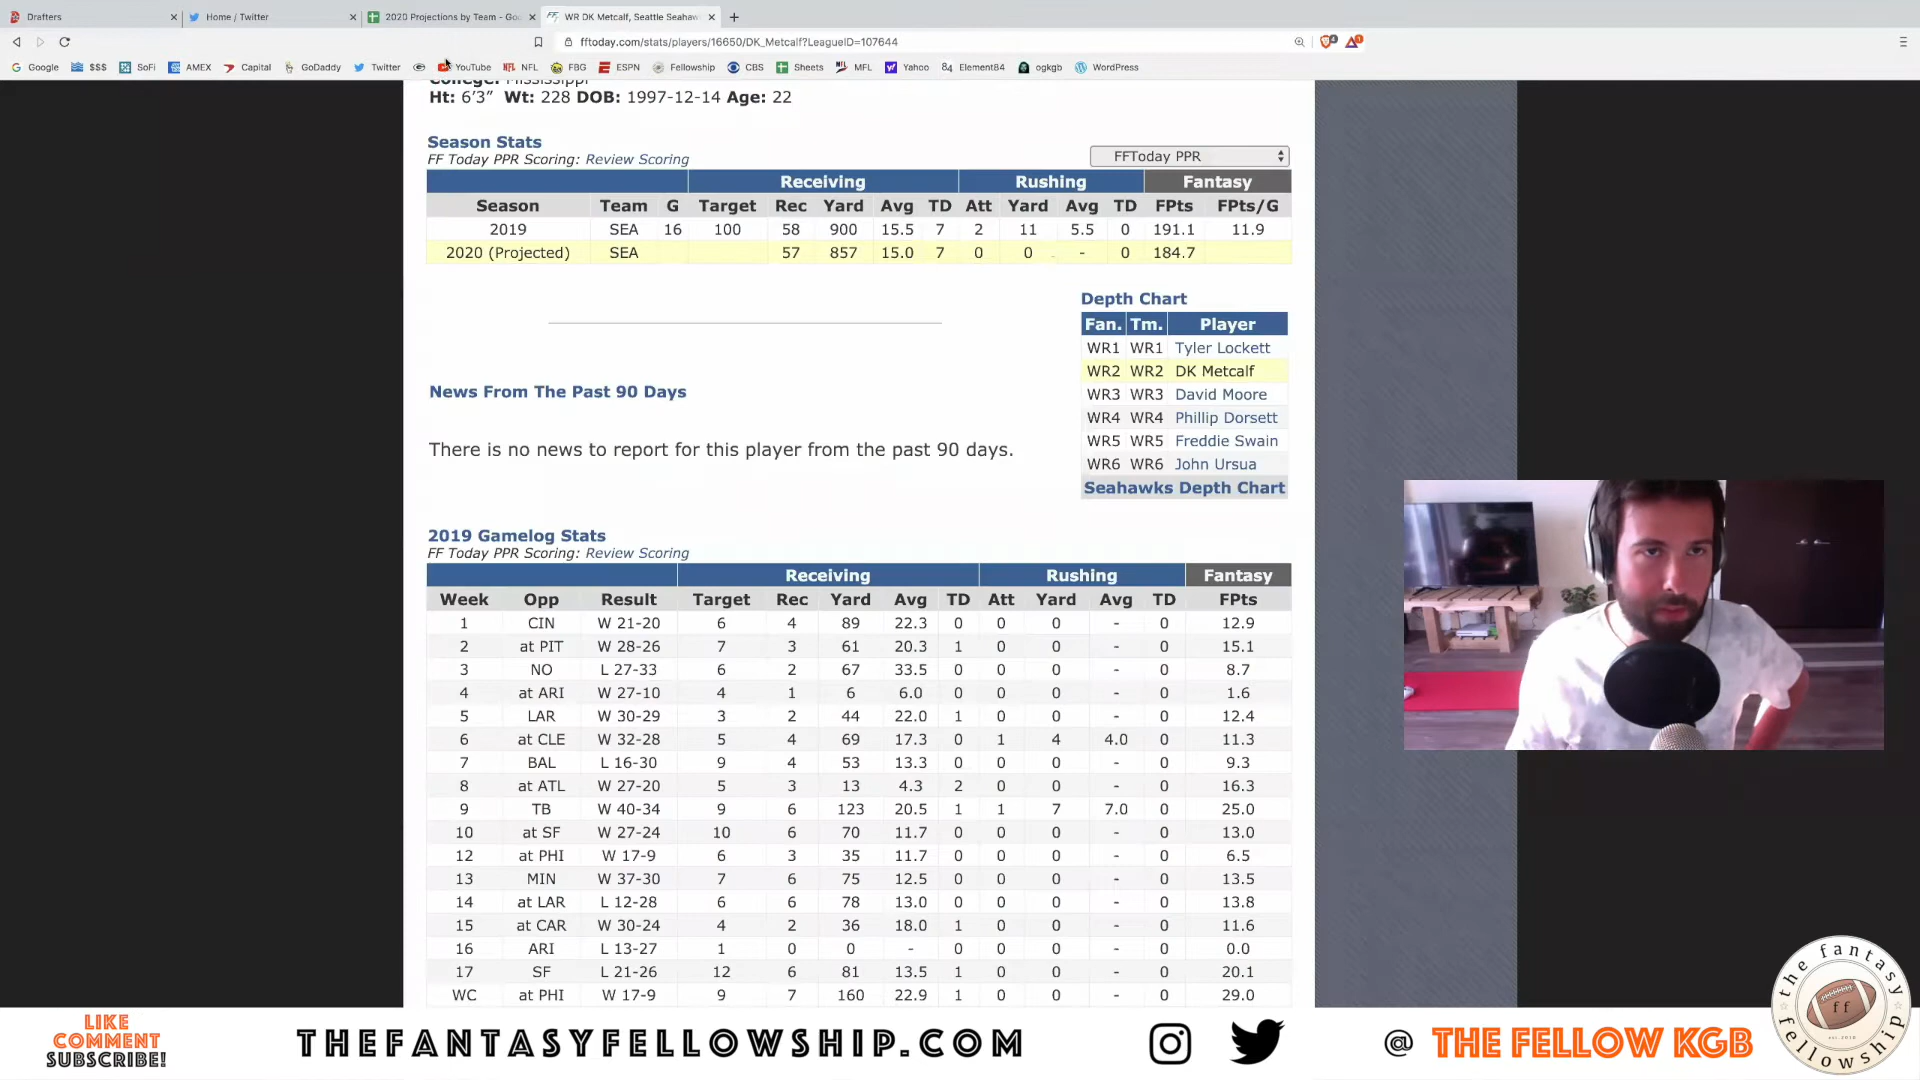 Drafters
Home / Twitter
2020 Projections by Team - Goo
WR DK Metcalf, Seattle Seahaw
fftoday.com/stats/players/16650/DK_Metcalf?LeagueID=107644
Google $$$ SoFi AMEX Capital GoDaddy Twitter YouTube NFL FBG ESPN Fellowship CBS Sheets MFL Yahoo Element84 ogkgb WordPress
College: Mississippi
Ht: 6'3" Wt: 228 DOB: 1997-12-14 Age: 22
Season Stats
FF Today PPR Scoring: Review Scoring
FFToday PPR
Receiving Rushing Fantasy
Season Team G Target Rec Yard Avg TD Att Yard Avg TD FPts FPts/G
2019 SEA 16 100 58 900 15.5 7 2 11 5.5 0 191.1 11.9
2020 (Projected) SEA 57 857 15.0 7 0 0 - 0 184.7
Depth Chart
Fan. Tm. Player
WR1 WR1 Tyler Lockett
WR2 WR2 DK Metcalf
WR3 WR3 David Moore
WR4 WR4 Phillip Dorsett
WR5 WR5 Freddie Swain
WR6 WR6 John Ursua
Seahawks Depth Chart
News From The Past 90 Days
There is no news to report for this player from the past 90 days.
2019 Gamelog Stats
FF Today PPR Scoring: Review Scoring
Receiving Rushing Fantasy
Week Opp Result Target Rec Yard Avg TD Att Yard Avg TD FPts
1 CIN W 21-20 6 4 89 22.3 0 0 0 - 0 12.9
2 at PIT W 28-26 7 3 61 20.3 1 0 0 - 0 15.1
3 NO L 27-33 6 2 67 33.5 0 0 0 - 0 8.7
4 at ARI W 27-10 4 1 6 6.0 0 0 0 - 0 1.6
5 LAR W 30-29 3 2 44 22.0 1 0 0 - 0 12.4
6 at CLE W 32-28 5 4 69 17.3 0 1 4 4.0 0 11.3
7 BAL L 16-30 9 4 53 13.3 0 0 0 - 0 9.3
8 at ATL W 27-20 5 3 13 4.3 2 0 0 - 0 16.3
9 TB W 40-34 9 6 123 20.5 1 1 7 7.0 0 25.0
10 at SF W 27-24 10 6 70 11.7 0 0 0 - 0 13.0
12 at PHI W 17-9 6 3 35 11.7 0 0 0 - 0 6.5
13 MIN W 37-30 7 6 75 12.5 0 0 0 - 0 13.5
14 at LAR L 12-28 6 6 78 13.0 0 0 0 - 0 13.8
15 at CAR W 30-24 4 2 36 18.0 1 0 0 - 0 11.6
16 ARI L 13-27 1 0 0 - 0 0 0 - 0 0.0
17 SF L 21-26 12 6 81 13.5 1 0 0 - 0 20.1
WC at PHI W 17-9 9 7 160 22.9 1 0 0 - 0 29.0
LIKE
COMMENT
SUBSCRIBE!
THEFANTASYFELLOWSHIP.COM
@ THE FELLOW KGB
the fantasy
ff
fellowship